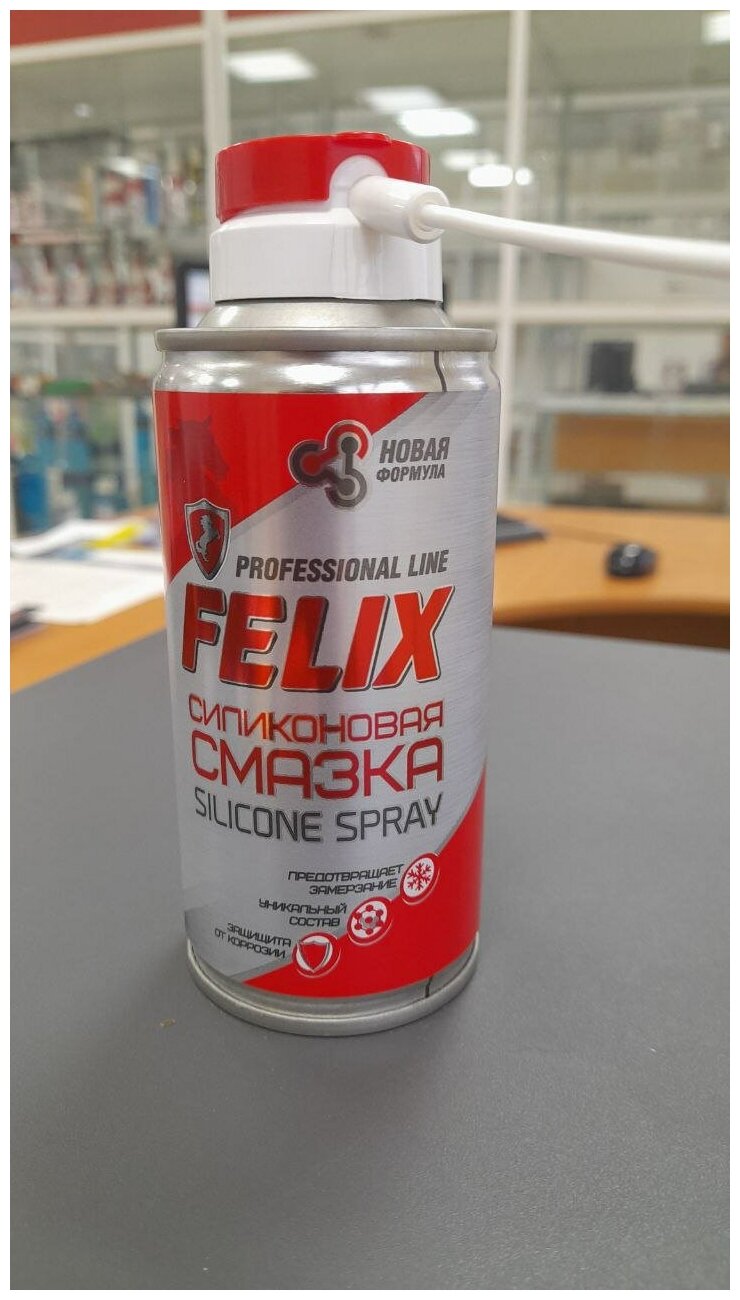 НОВАЯ
ФОРМУЛА
PROFESSIONAL LINE
FELIX
СИЛИКОНОВАЯ
СМАЗКА
SILICONE SPRAY
ПРЕДОТВРАЩАЕТ
ЗАМЕРЗАНИЕ
УНИКАЛЬНЫЙ
СОСТАВ
ЗАЩИЩИТА
ОТ КОРРОЗИИ